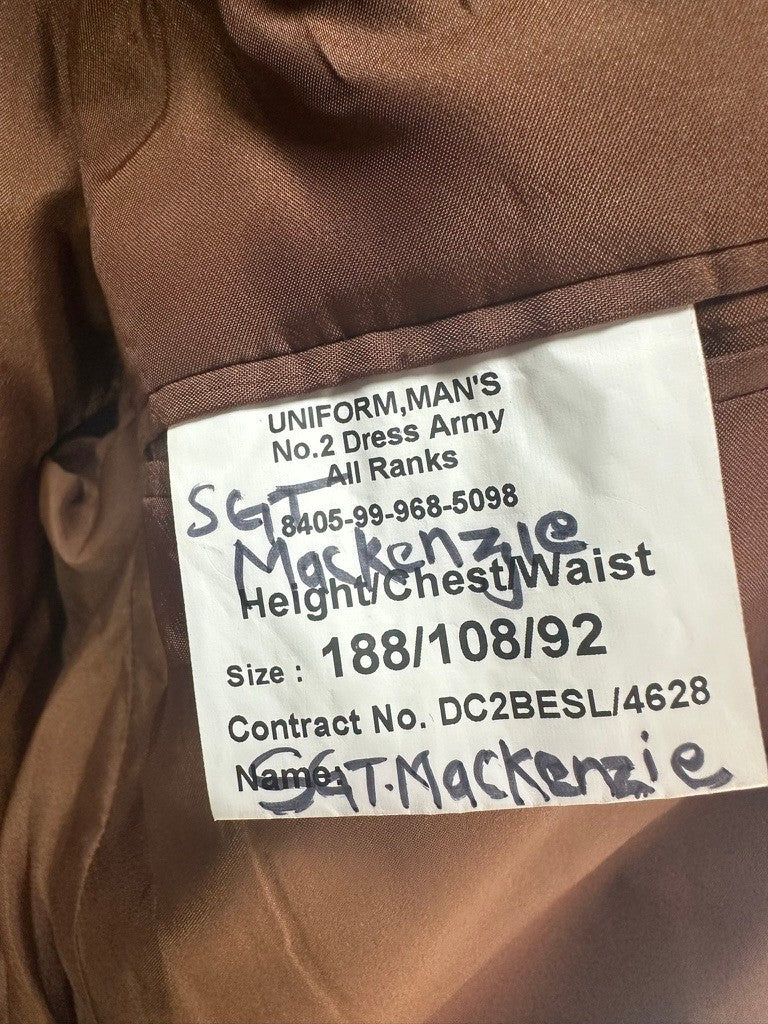 UNIFORM,MAN'S
No.2 Dress Army
All Ranks
SGT
8405-99-968-5098
Mackenzie
Height/Chest/Waist
Size : 188/108/92
Contract No. DC2BESL/4628
Name: SGT.Mackenzie